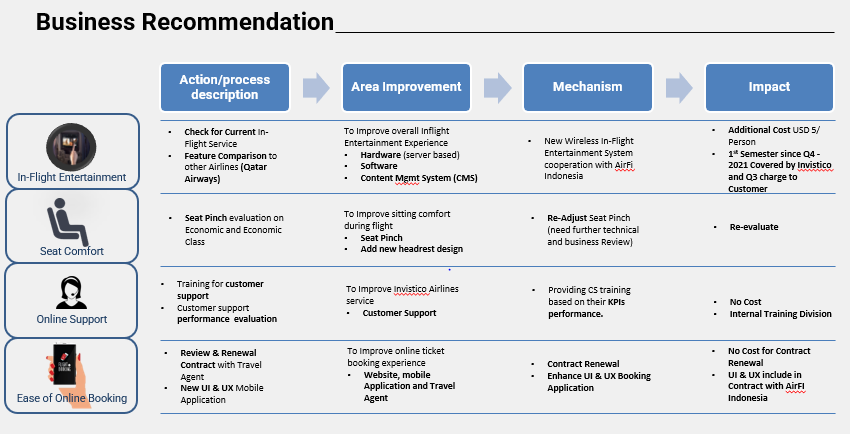 Business Recommendation
Action/process
description
Area Improvement
Mechanism
Impact
In-Flight Entertainment
• Check for Current In-
Flight Service
• Feature Comparison to
other Airlines (Qatar
Airways)
To Improve overall Inflight
Entertainment Experience
• Hardware (server based)
• Software
• Content Mgmt System (CMS)
• New Wireless In-Flight
Entertainment System
cooperation with AirFi
Indonesia
• Additional Cost USD 5/
Person
• 1st Semester since Q4 -
2021 Covered by Invistico
and Q3 charge to
Customer
Seat Comfort
• Seat Pinch evaluation on
Economic and Economic
Class
To Improve sitting comfort
during flight
• Seat Pinch
• Add new headrest design
• Re-Adjust Seat Pinch
(need further technical
and business Review)
• Re-evaluate
Online Support
• Training for customer
support
• Customer support
performance evaluation
To Improve Invistico Airlines
service
• Customer Support
• Providing CS training
based on their KPIs
performance.
• No Cost
• Internal Training Division
Ease of Online Booking
• Review & Renewal
Contract with Travel
Agent
• New UI & UX Mobile
Application
To Improve online ticket
booking experience
• Website, mobile
Application and Travel
Agent
• Contract Renewal
• Enhance UI & UX Booking
Application
• No Cost for Contract
Renewal
• UI & UX include in
Contract with AirFI
Indonesia